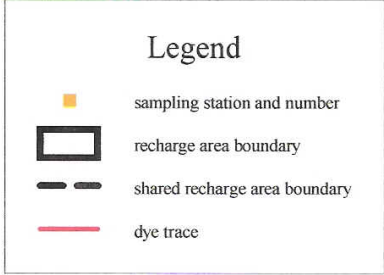 Legend
sampling station and number
recharge area boundary
shared recharge area boundary
dye trace